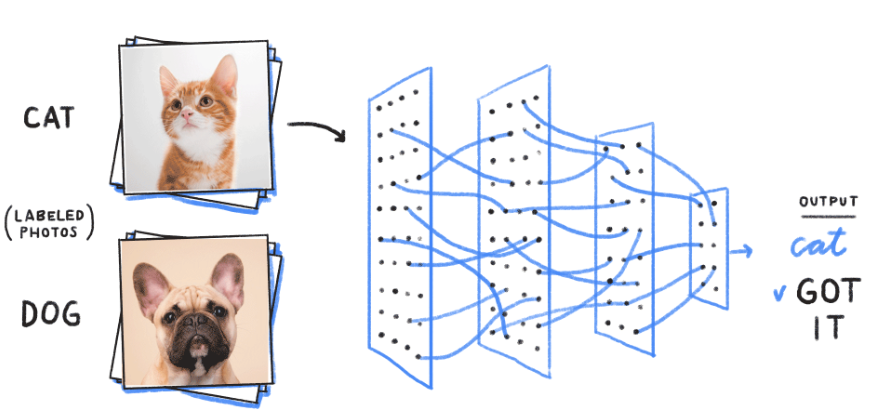 CAT
(LABELED
PHOTOS)
DOG
OUTPUT
cat
✓ GOT
IT